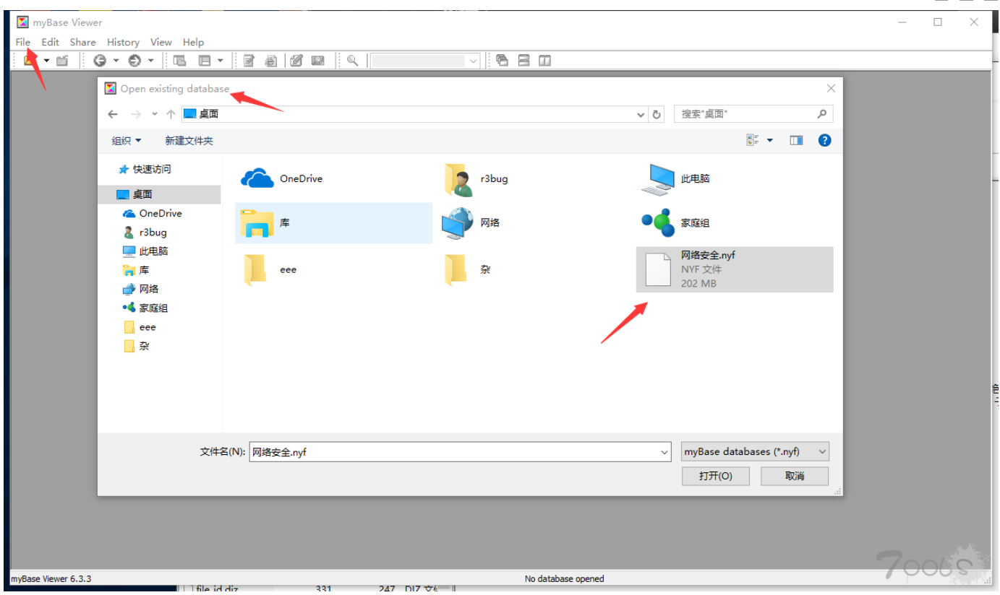 myBase Viewer
File Edit Share History View Help
Open existing database
桌面
搜索"桌面"
组织 新建文件夹
快速访问
桌面
OneDrive
r3bug
此电脑
库
网络
家庭组
eee
杂
OneDrive r3bug 此电脑
库 网络 家庭组
eee 杂 网络安全.nyf
NYF 文件
202 MB
文件名(N): 网络安全.nyf myBase databases (*.nyf)
打开(O) 取消
7oobs
myBase Viewer 6.3.3 No database opened
file_id.diz 331 247 DIZ 文